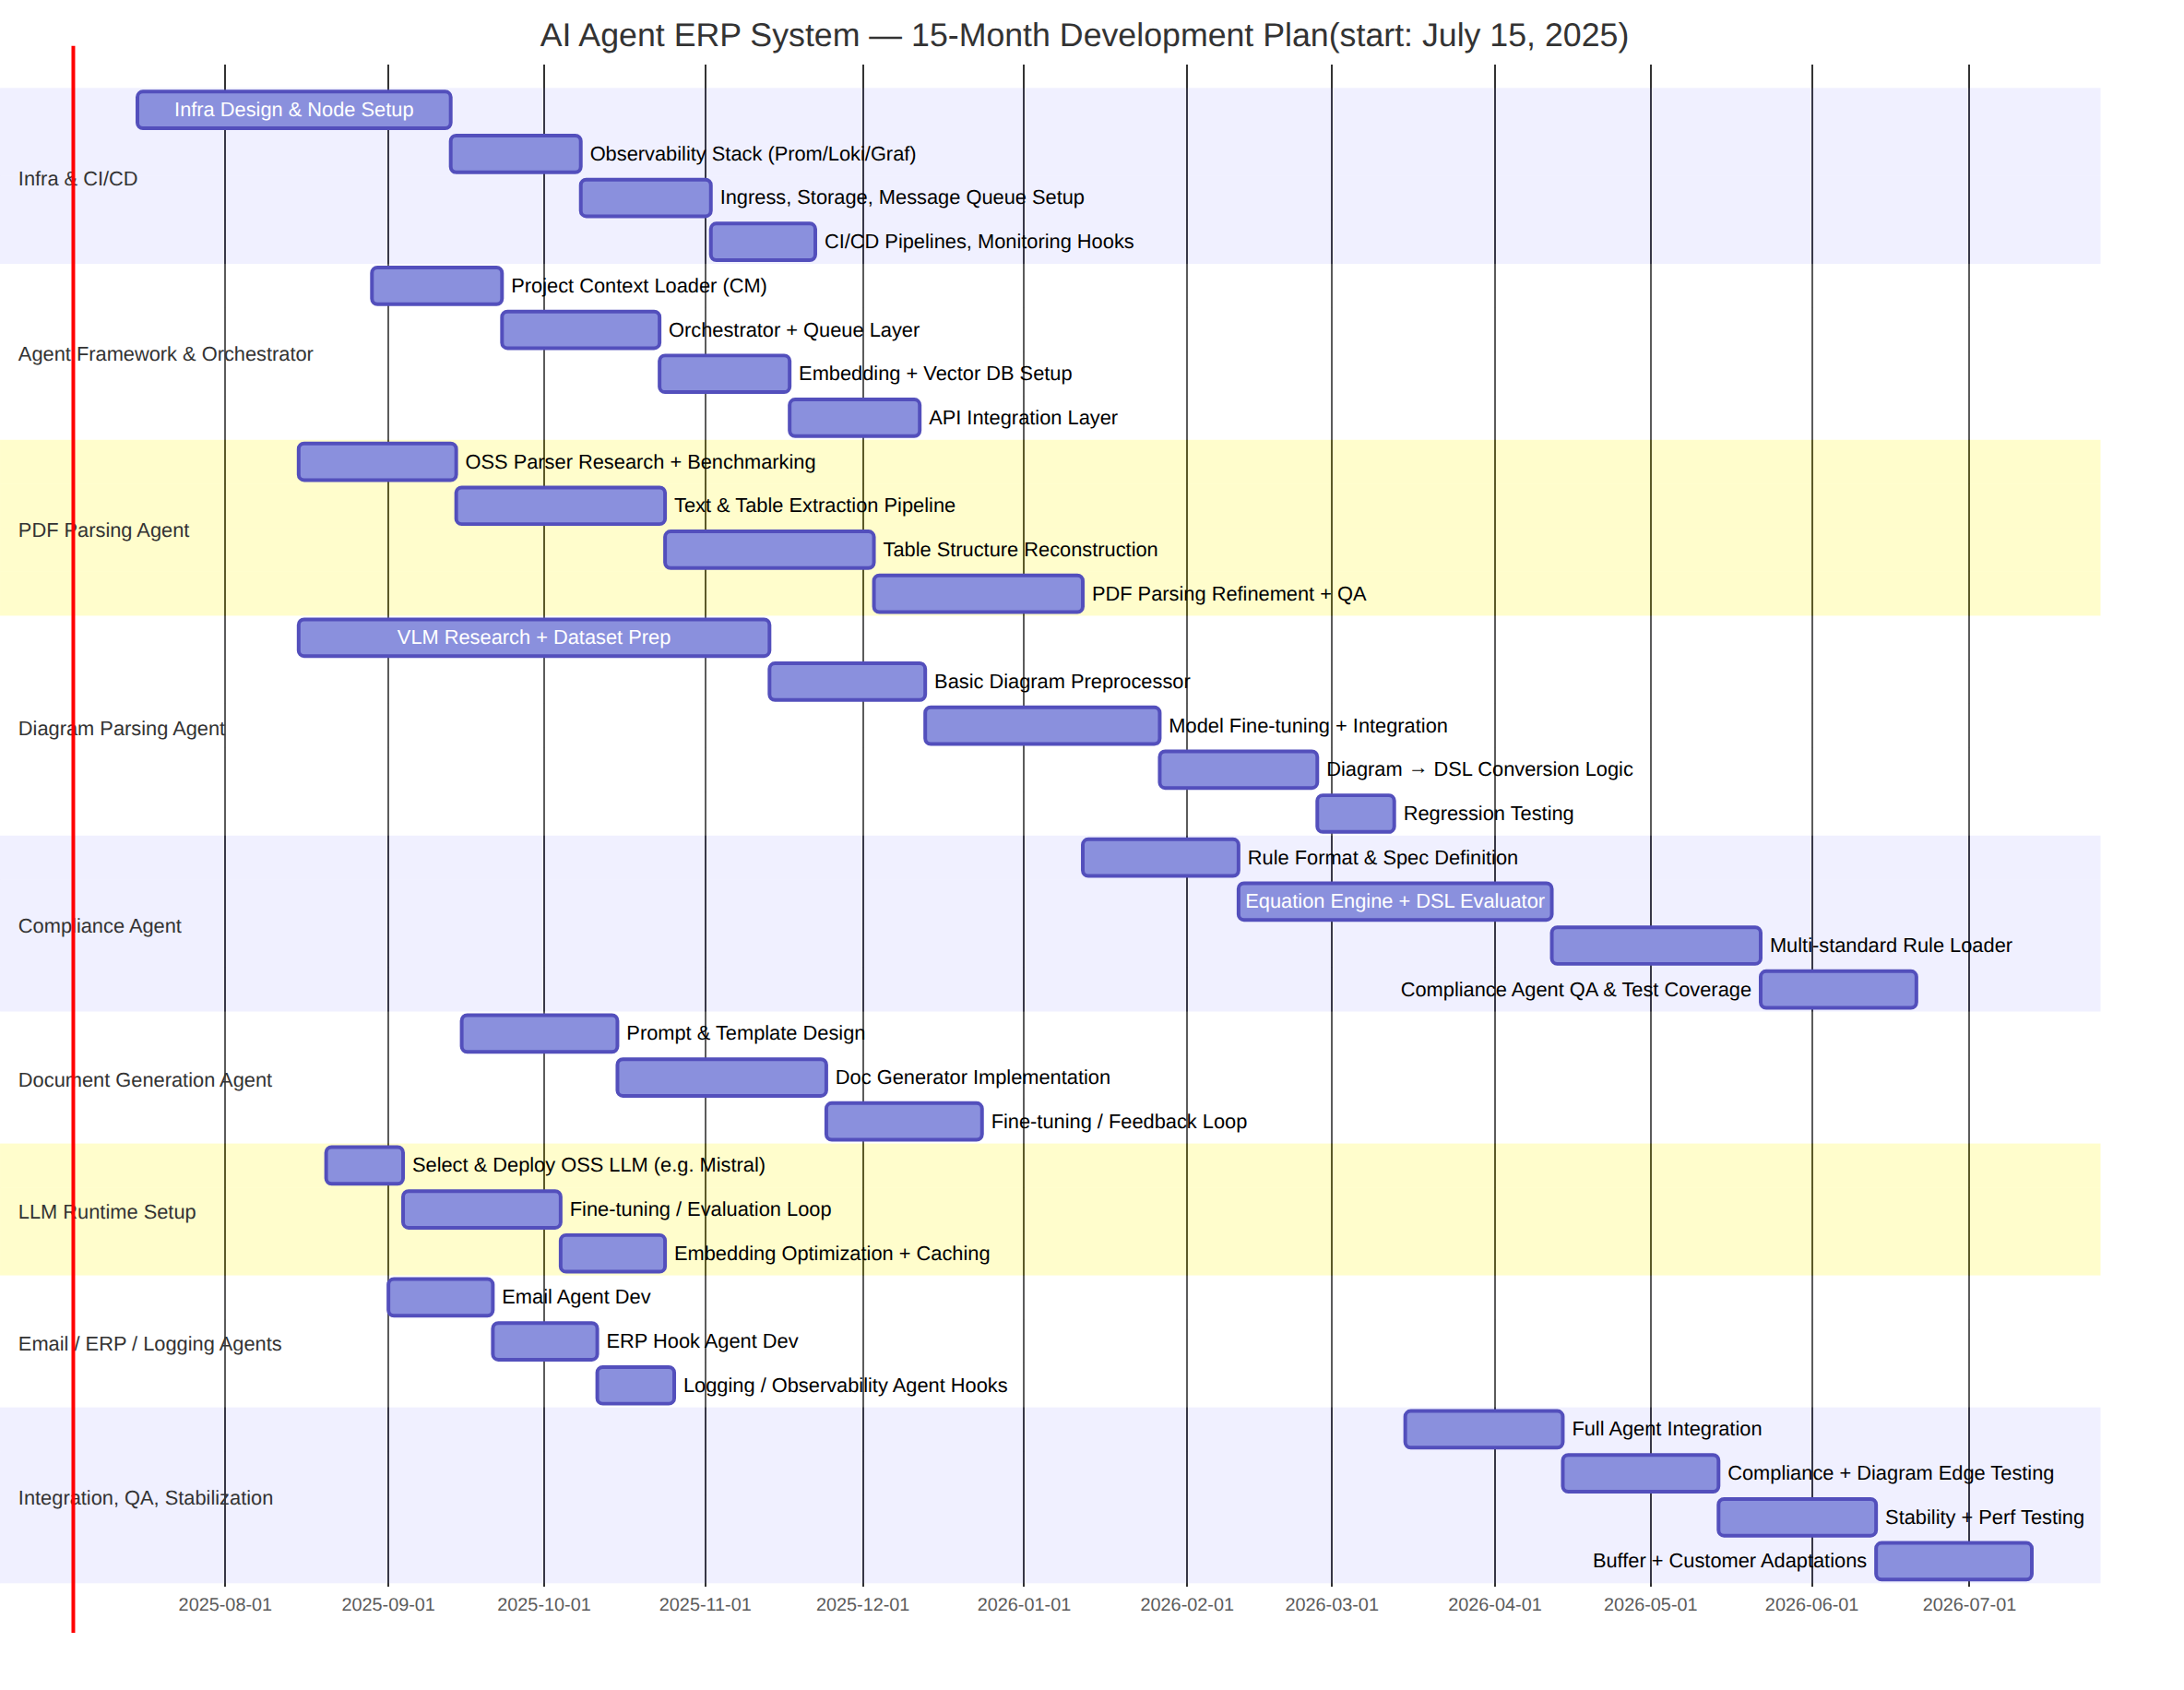 AI Agent ERP System — 15-Month Development Plan(start: July 15, 2025)
Infra & CI/CD
Infra Design & Node Setup
Observability Stack (Prom/Loki/Graf)
Ingress, Storage, Message Queue Setup
CI/CD Pipelines, Monitoring Hooks
Agent Framework & Orchestrator
Project Context Loader (CM)
Orchestrator + Queue Layer
Embedding + Vector DB Setup
API Integration Layer
PDF Parsing Agent
OSS Parser Research + Benchmarking
Text & Table Extraction Pipeline
Table Structure Reconstruction
PDF Parsing Refinement + QA
Diagram Parsing Agent
VLM Research + Dataset Prep
Basic Diagram Preprocessor
Model Fine-tuning + Integration
Diagram → DSL Conversion Logic
Regression Testing
Compliance Agent
Rule Format & Spec Definition
Equation Engine + DSL Evaluator
Multi-standard Rule Loader
Compliance Agent QA & Test Coverage
Document Generation Agent
Prompt & Template Design
Doc Generator Implementation
Fine-tuning / Feedback Loop
LLM Runtime Setup
Select & Deploy OSS LLM (e.g. Mistral)
Fine-tuning / Evaluation Loop
Embedding Optimization + Caching
Email / ERP / Logging Agents
Email Agent Dev
ERP Hook Agent Dev
Logging / Observability Agent Hooks
Integration, QA, Stabilization
Full Agent Integration
Compliance + Diagram Edge Testing
Stability + Perf Testing
Buffer + Customer Adaptations
2025-08-01
2025-09-01
2025-10-01
2025-11-01
2025-12-01
2026-01-01
2026-02-01
2026-03-01
2026-04-01
2026-05-01
2026-06-01
2026-07-01